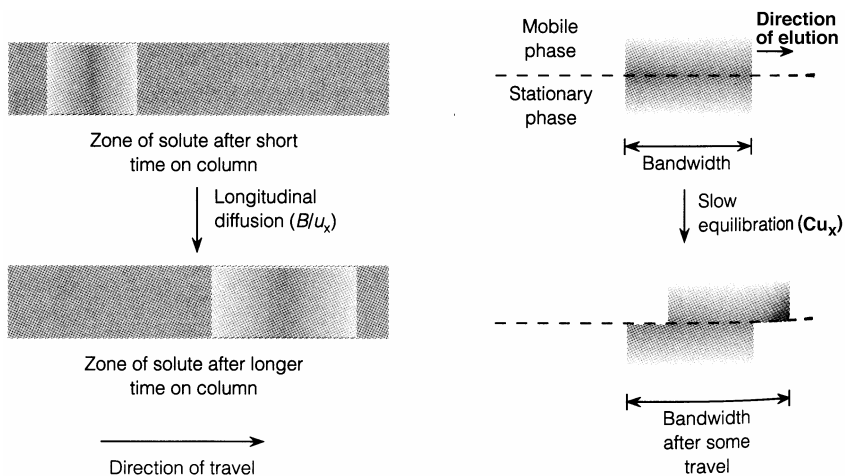 Zone of solute after short
time on column
Longitudinal
diffusion (B/uₓ)
Zone of solute after longer
time on column
Direction of travel
Mobile
phase
Direction
of elution
Stationary
phase
Bandwidth
Slow
equilibration (Cuₓ)
Bandwidth
after some
travel